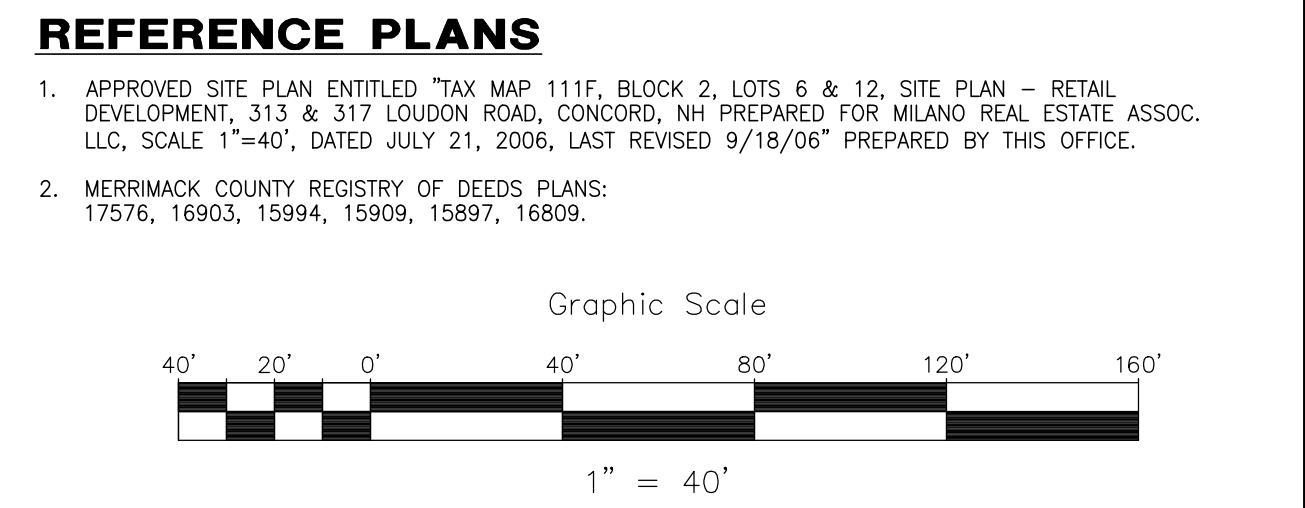 REFERENCE PLANS
1. APPROVED SITE PLAN ENTITLED "TAX MAP 111F, BLOCK 2, LOTS 6 & 12, SITE PLAN – RETAIL
DEVELOPMENT, 313 & 317 LOUDON ROAD, CONCORD, NH PREPARED FOR MILANO REAL ESTATE ASSOC.
LLC, SCALE 1"=40', DATED JULY 21, 2006, LAST REVISED 9/18/06" PREPARED BY THIS OFFICE.
2. MERRIMACK COUNTY REGISTRY OF DEEDS PLANS:
17576, 16903, 15994, 15909, 15897, 16809.
Graphic Scale
40' 20' 0' 40' 80' 120' 160'
1" = 40'